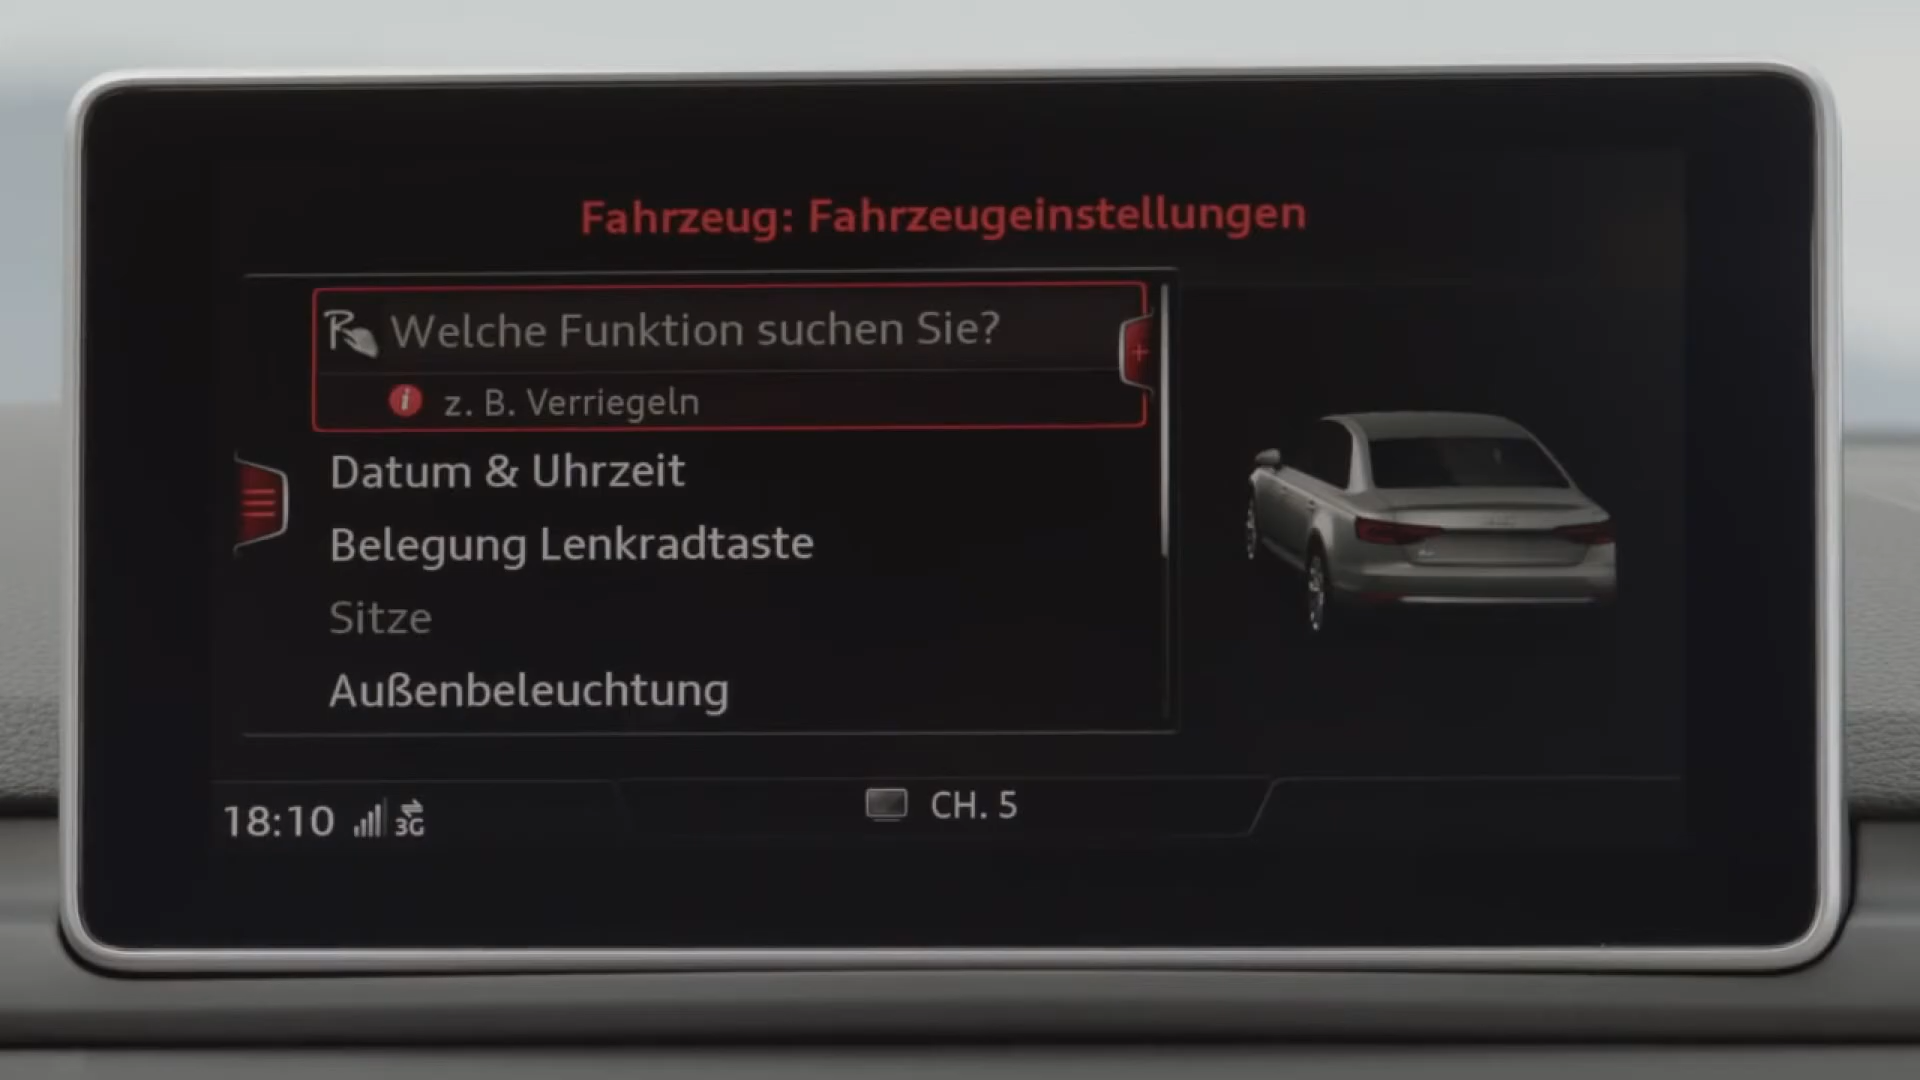 Fahrzeug: Fahrzeugeinstellungen
Welche Funktion suchen Sie?
z. B. Verriegeln
Datum & Uhrzeit
Belegung Lenkradtaste
Sitze
Außenbeleuchtung
18:10 3G
CH. 5